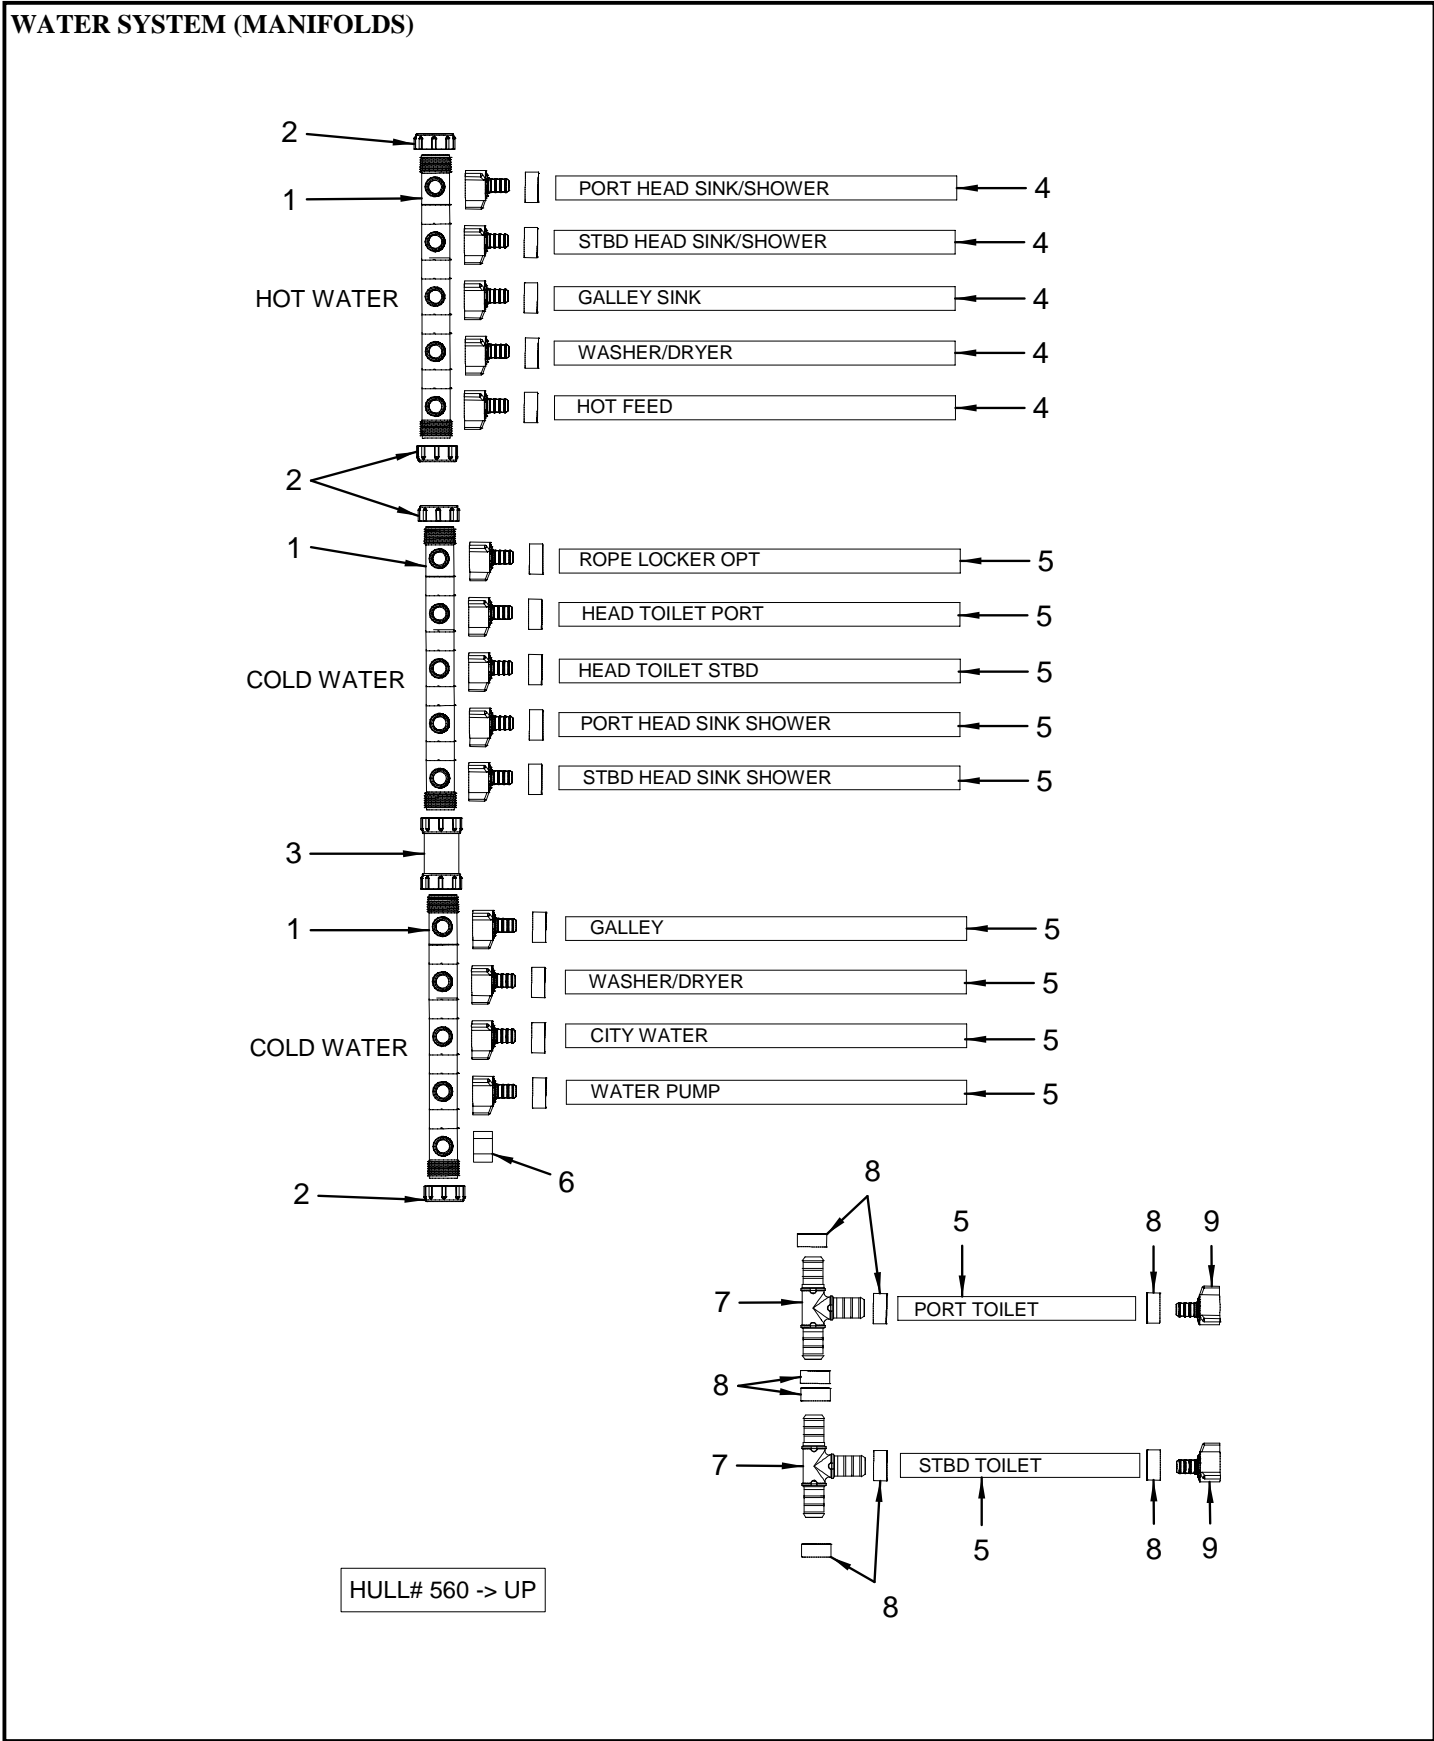 WATER SYSTEM (MANIFOLDS)
2
1
PORT HEAD SINK/SHOWER
4
STBD HEAD SINK/SHOWER
4
HOT WATER
GALLEY SINK
4
WASHER/DRYER
4
HOT FEED
4
2
1
ROPE LOCKER OPT
5
HEAD TOILET PORT
5
COLD WATER
HEAD TOILET STBD
5
PORT HEAD SINK SHOWER
5
STBD HEAD SINK SHOWER
5
3
1
GALLEY
5
WASHER/DRYER
5
COLD WATER
CITY WATER
5
WATER PUMP
5
6
2
8
5
8
9
7
PORT TOILET
8
7
STBD TOILET
5
8
9
8
HULL# 560 -> UP